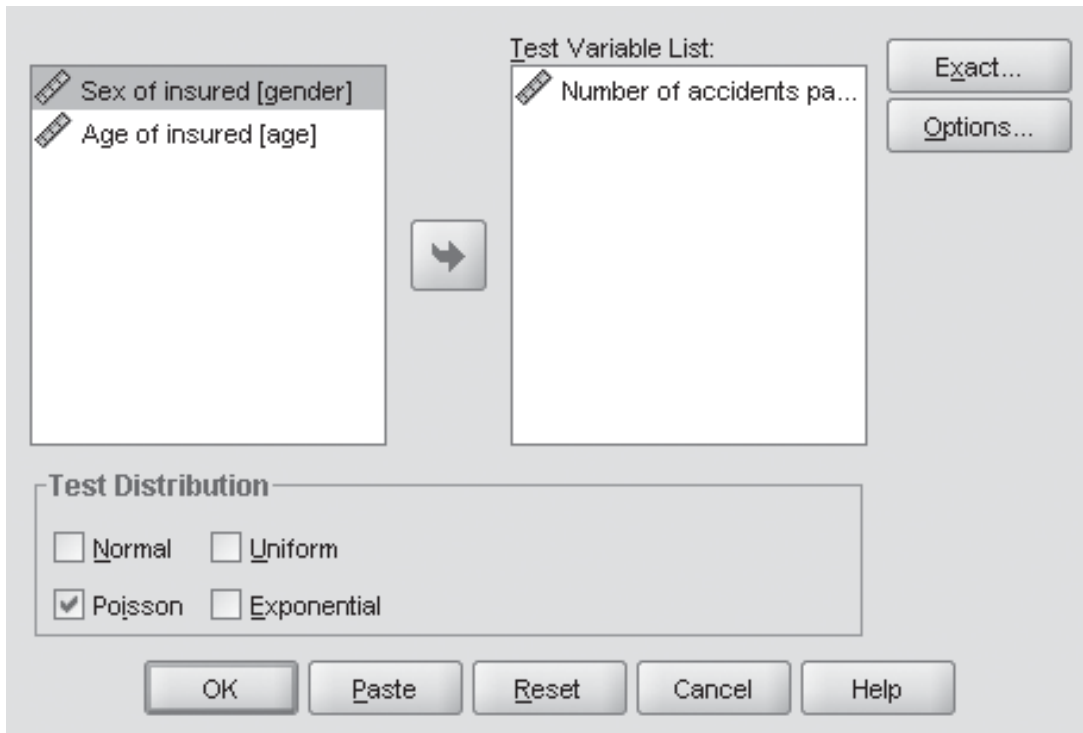 Test Variable List:
Sex of insured [gender]
Age of insured [age]
Number of accidents pa...
Exact...
Options...
Test Distribution
Normal
Uniform
Poisson
Exponential
OK
Paste
Reset
Cancel
Help